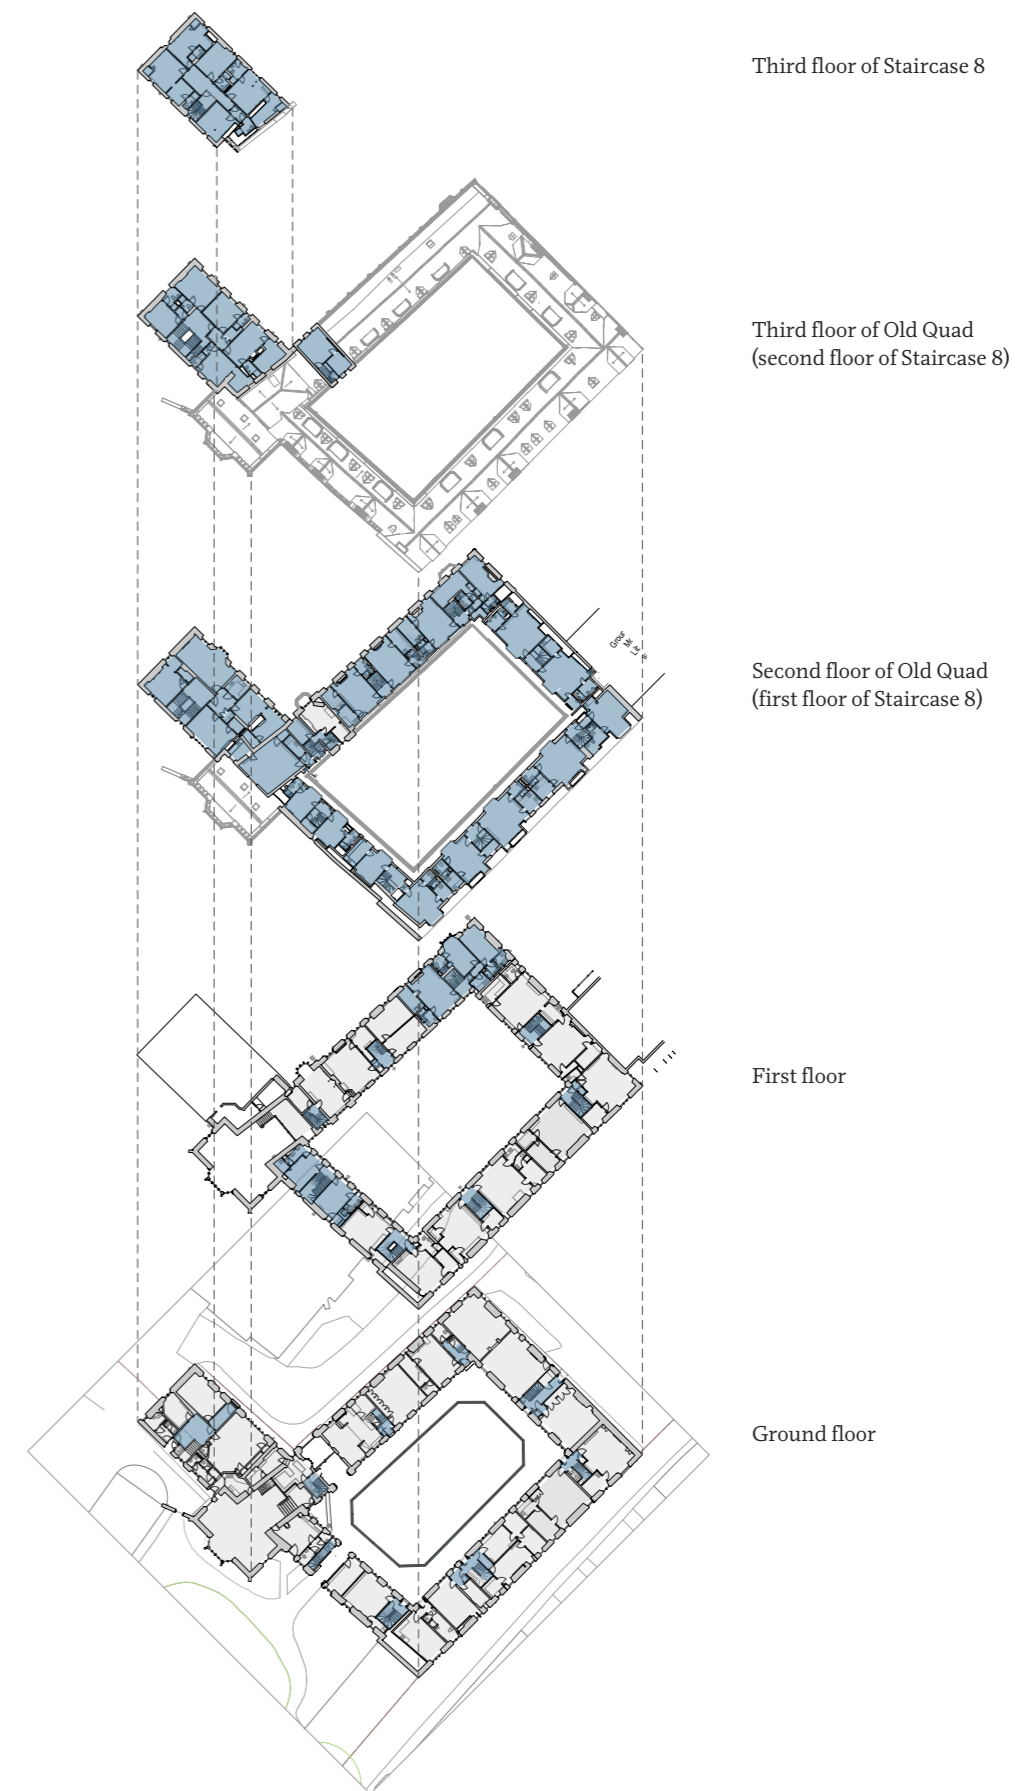 Third floor of Staircase 8
Third floor of Old Quad
(second floor of Staircase 8)
Second floor of Old Quad
(first floor of Staircase 8)
First floor
Ground floor